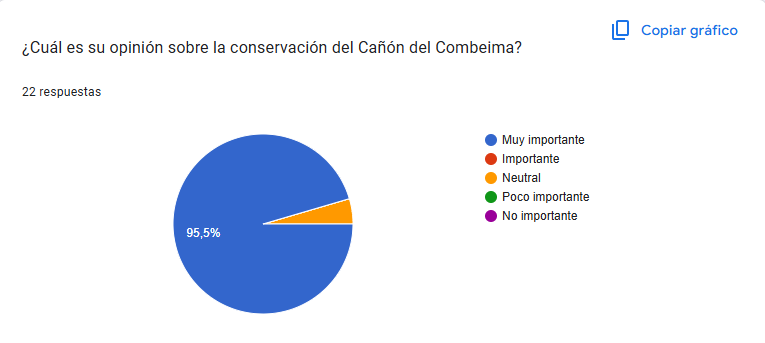 Copiar gráfico
¿Cuál es su opinión sobre la conservación del Cañón del Combeima?
22 respuestas
Muy importante
Importante
Neutral
Poco importante
No importante
95,5%